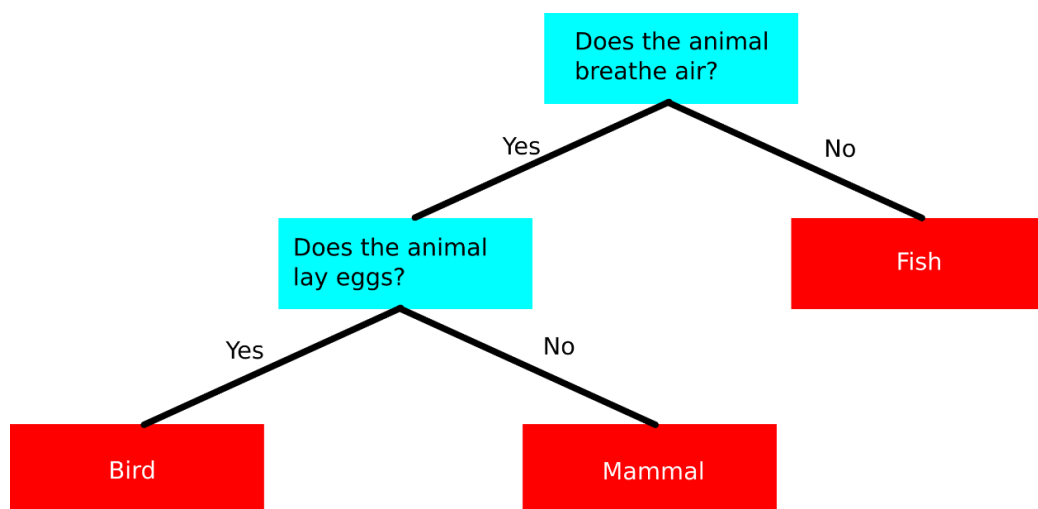 Does the animal
breathe air?
Yes
No
Does the animal
lay eggs?
Fish
Yes
No
Bird
Mammal